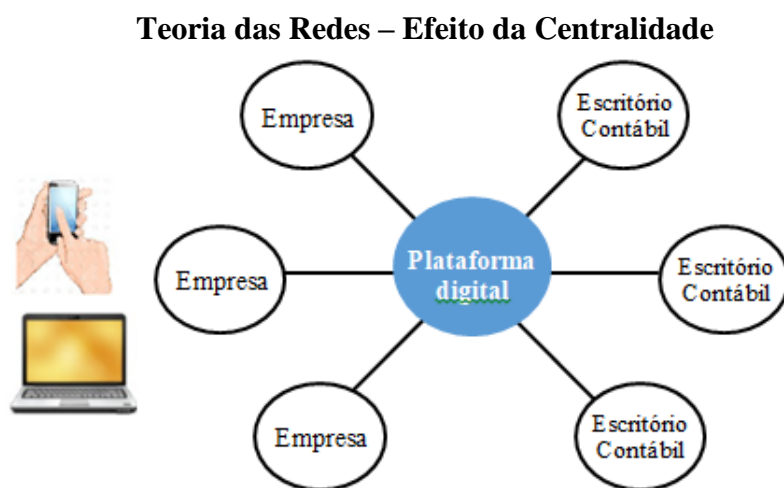 Teoria das Redes – Efeito da Centralidade
Empresa
Escritório
Contábil
Empresa
Plataforma
digital
Escritório
Contábil
Empresa
Escritório
Contábil